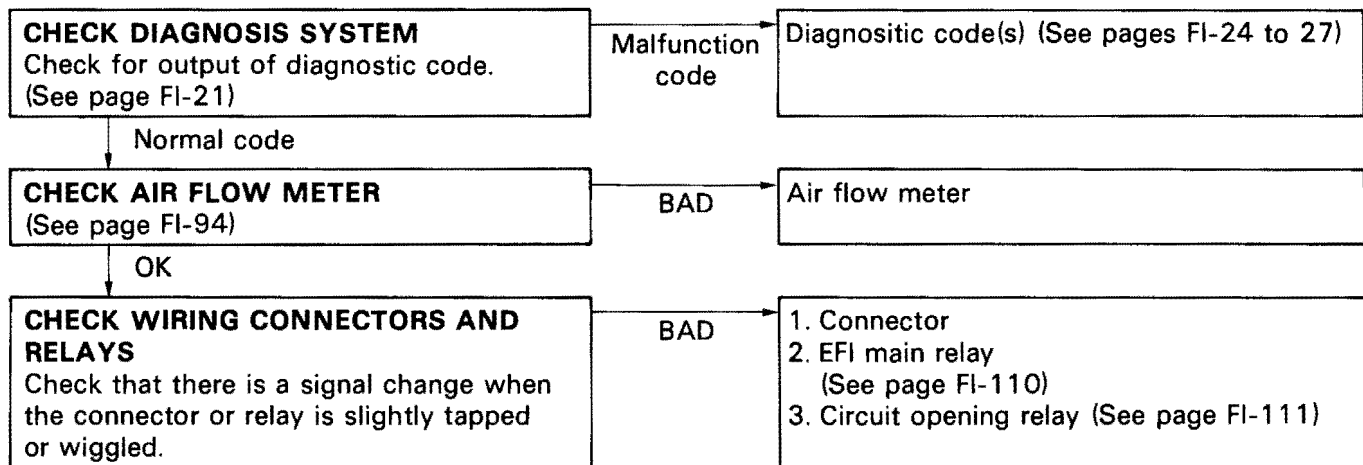 CHECK DIAGNOSIS SYSTEM
Check for output of diagnostic code.
(See page FI-21)
Malfunction
code
Diagnositic code(s) (See pages FI-24 to 27)
Normal code
CHECK AIR FLOW METER
(See page FI-94)
BAD
Air flow meter
OK
CHECK WIRING CONNECTORS AND
RELAYS
Check that there is a signal change when
the connector or relay is slightly tapped
or wiggled.
BAD
1. Connector
2. EFI main relay
(See page FI-110)
3. Circuit opening relay (See page FI-111)